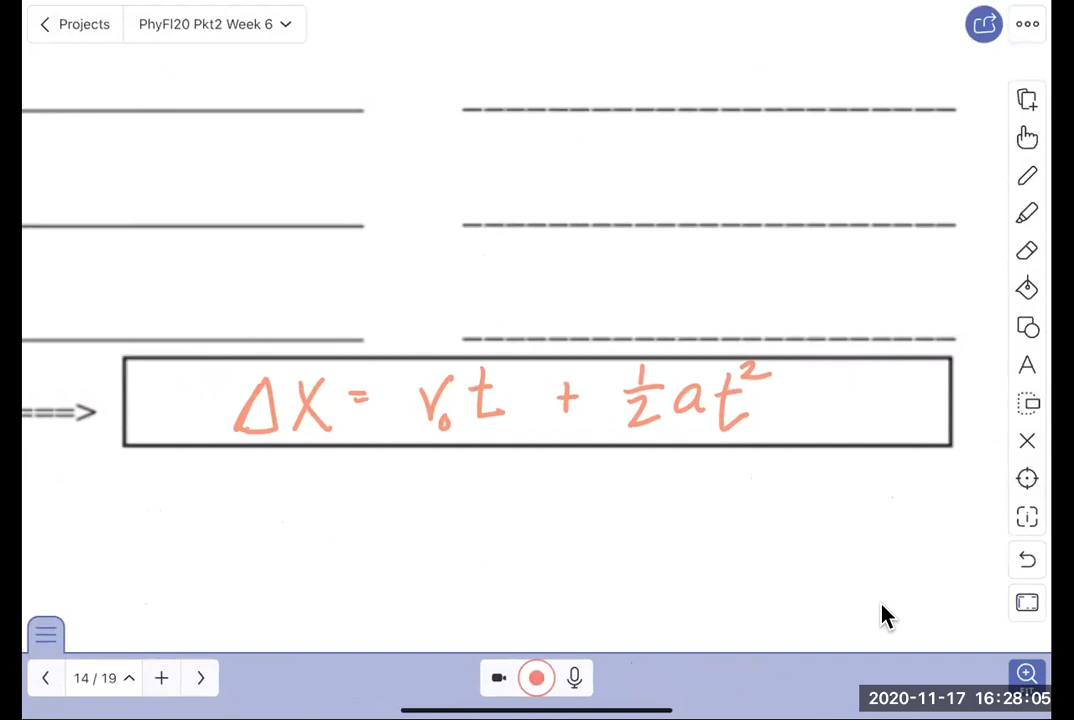 Projects PhyFl20 Pkt2 Week 6
===> ΔX = v₀t + ½at²
14 / 19
2020-11-17 16:28:05